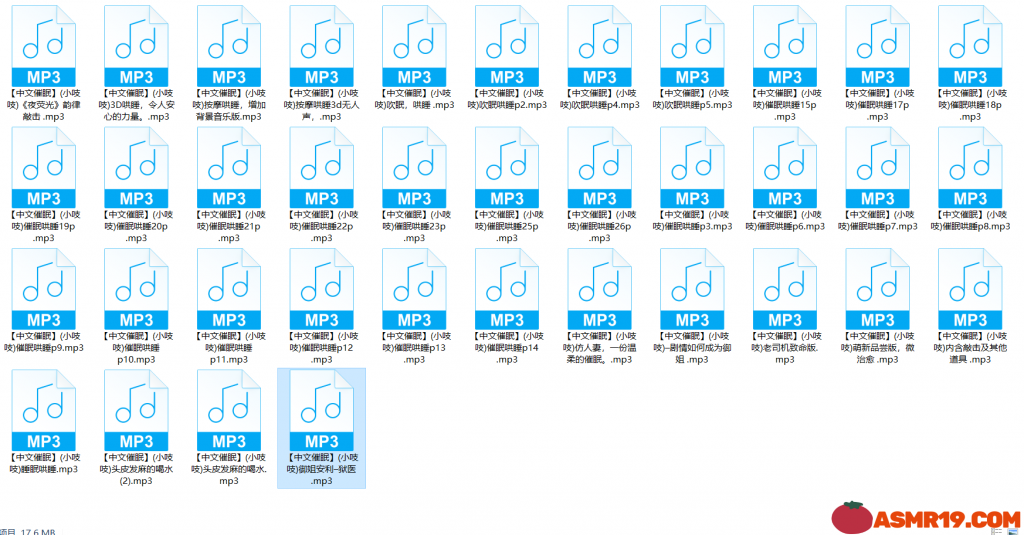 MP3
【中文催眠】(小吱
吱)《夜荧光》韵律
敲击 .mp3
MP3
【中文催眠】(小吱
吱)3D哄睡，令人安
心的力量。.mp3
MP3
【中文催眠】(小吱
吱)按摩哄睡，增加
背景音乐版.mp3
MP3
【中文催眠】(小吱
吱)按摩哄睡3d无人
声，.mp3
MP3
【中文催眠】(小吱
吱)吹眠，哄睡 .mp3
MP3
【中文催眠】(小吱
吱)吹眠哄睡p2.mp3
MP3
【中文催眠】(小吱
吱)吹眠哄睡p4.mp3
MP3
【中文催眠】(小吱
吱)吹眠哄睡p5.mp3
MP3
【中文催眠】(小吱
吱)催眠哄睡15p
.mp3
MP3
【中文催眠】(小吱
吱)催眠哄睡17p
.mp3
MP3
【中文催眠】(小吱
吱)催眠哄睡18p
.mp3
MP3
【中文催眠】(小吱
吱)催眠哄睡19p
.mp3
MP3
【中文催眠】(小吱
吱)催眠哄睡20p
.mp3
MP3
【中文催眠】(小吱
吱)催眠哄睡21p
.mp3
MP3
【中文催眠】(小吱
吱)催眠哄睡22p
.mp3
MP3
【中文催眠】(小吱
吱)催眠哄睡23p
.mp3
MP3
【中文催眠】(小吱
吱)催眠哄睡25p
.mp3
MP3
【中文催眠】(小吱
吱)催眠哄睡26p
.mp3
MP3
【中文催眠】(小吱
吱)催眠哄睡p3.mp3
MP3
【中文催眠】(小吱
吱)催眠哄睡p6.mp3
MP3
【中文催眠】(小吱
吱)催眠哄睡p7.mp3
MP3
【中文催眠】(小吱
吱)催眠哄睡p8.mp3
MP3
【中文催眠】(小吱
吱)催眠哄睡p9.mp3
MP3
【中文催眠】(小吱
吱)催眠哄睡
p10.mp3
MP3
【中文催眠】(小吱
吱)催眠哄睡
p11.mp3
MP3
【中文催眠】(小吱
吱)催眠哄睡p12
.mp3
MP3
【中文催眠】(小吱
吱)催眠哄睡p13
.mp3
MP3
【中文催眠】(小吱
吱)催眠哄睡p14
.mp3
MP3
【中文催眠】(小吱
吱)仿人妻，一份温
柔的催眠。.mp3
MP3
【中文催眠】(小吱
吱)–剧情如何成为御
姐 .mp3
MP3
【中文催眠】(小吱
吱)老司机致命版.
mp3
MP3
【中文催眠】(小吱
吱)萌新品尝版，微
治愈 .mp3
MP3
【中文催眠】(小吱
吱)内含敲击及其他
道具 .mp3
MP3
【中文催眠】(小吱
吱)睡眠哄睡.mp3
MP3
【中文催眠】(小吱
吱)头皮发麻的喝水
(2).mp3
MP3
【中文催眠】(小吱
吱)头皮发麻的喝水.
mp3
MP3
【中文催眠】(小吱
吱)御姐安利–狱医
.mp3
ASMR19.COM
项目 17.6 MB